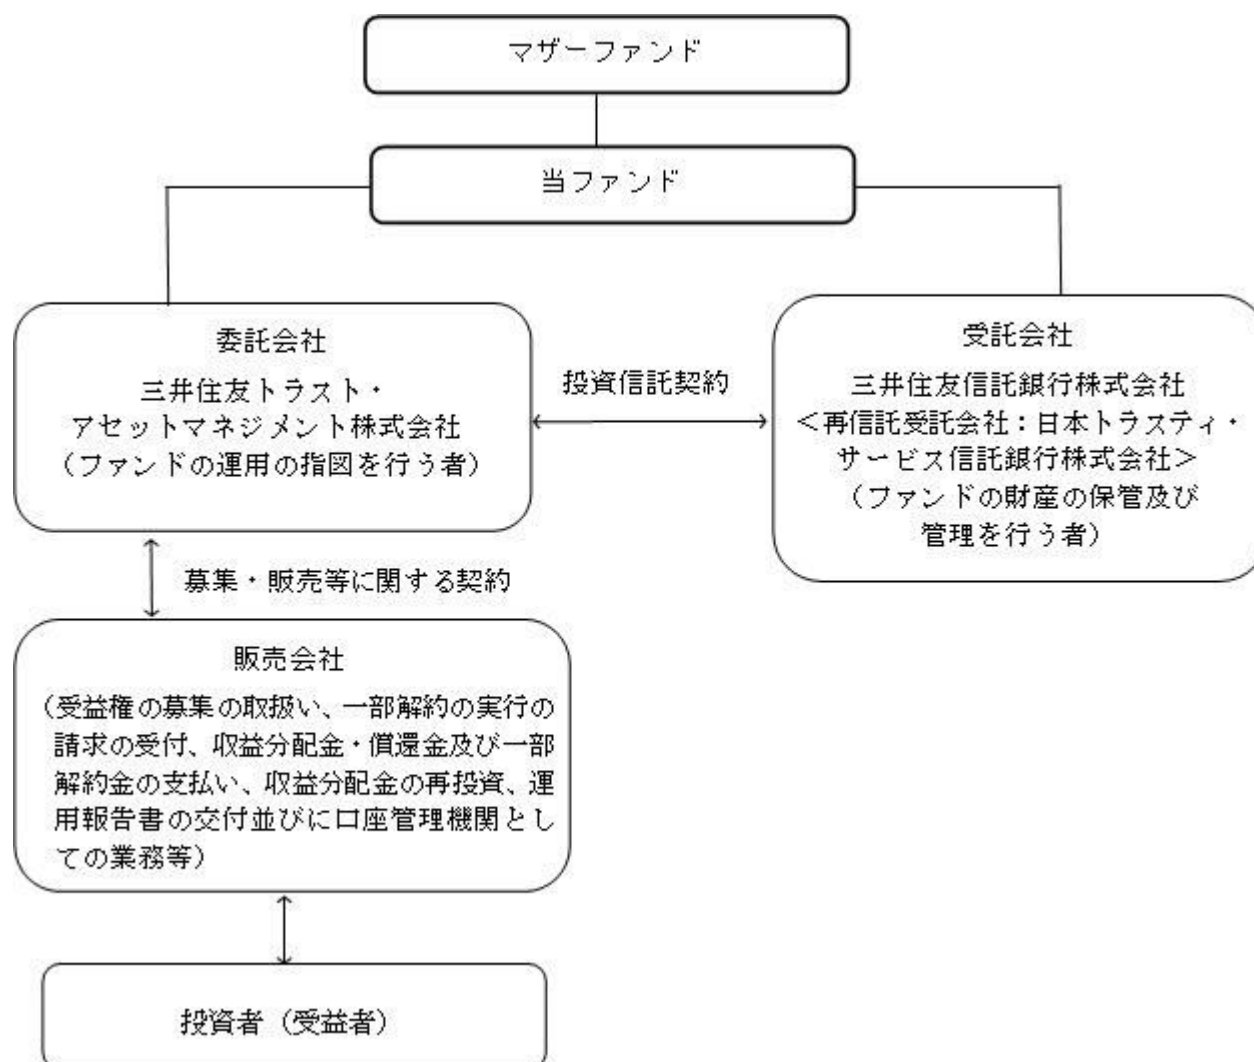 マザーファンド
当ファンド
委託会社
三井住友トラスト・
アセットマネジメント株式会社
（ファンドの運用の指図を行う者）
投資信託契約
受託会社
三井住友信託銀行株式会社
＜再信託受託会社：日本トラスティ・
サービス信託銀行株式会社＞
（ファンドの財産の保管及び
管理を行う者）
募集・販売等に関する契約
販売会社
（受益権の募集の取扱い、一部解約の実行の
請求の受付、収益分配金・償還金及び一部
解約金の支払い、収益分配金の再投資、運
用報告書の交付並びに口座管理機関とし
ての業務等）
投資者（受益者）